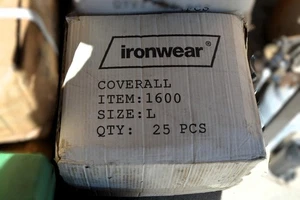 ironwear®
COVERALL
ITEM:1600
SIZE:L
QTY: 25 PCS